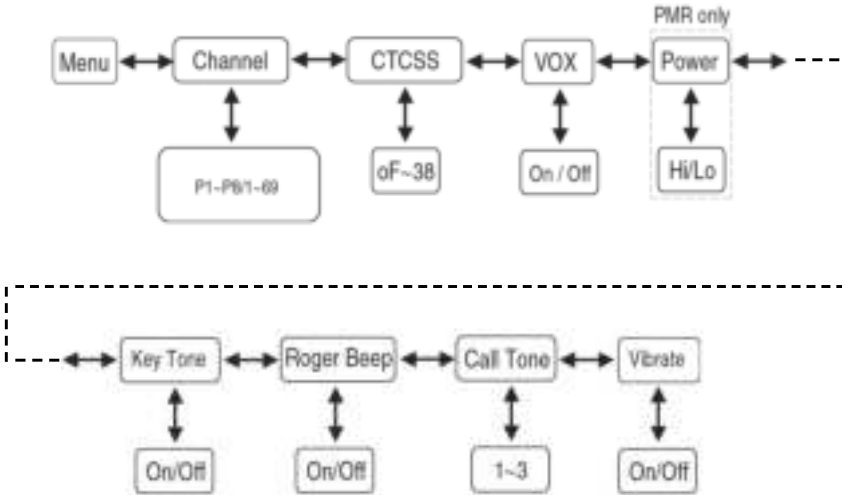 PMR only
Menu
Channel
CTCSS
VOX
Power
P1~P8/1~69
oF~38
On / Off
Hi/Lo
Key Tone
Roger Beep
Call Tone
Vibrate
On/Off
On/Off
1~3
On/Off